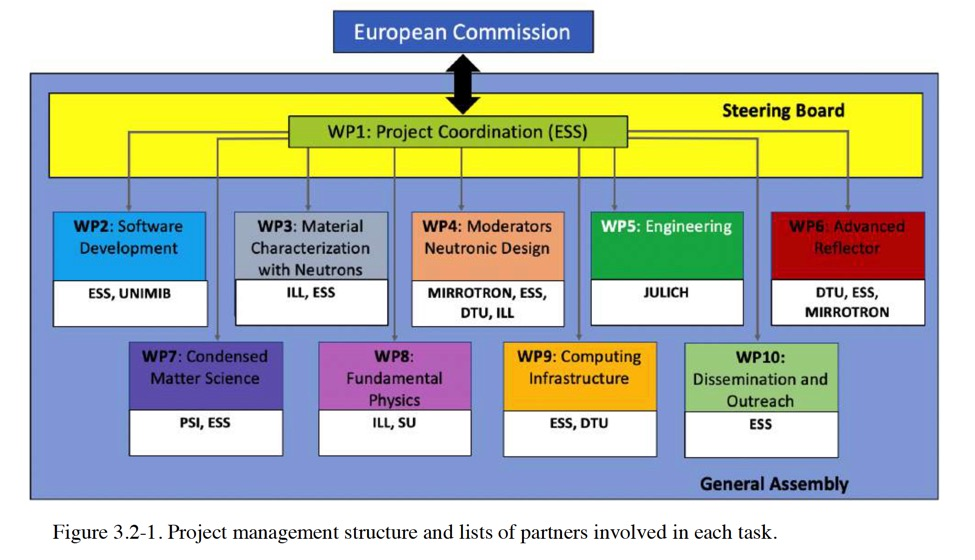 European Commission
Steering Board
WP1: Project Coordination (ESS)
WP2: Software
Development
ESS, UNIMIB
WP3: Material
Characterization
with Neutrons
ILL, ESS
WP4: Moderators
Neutronic Design
MIRROTRON, ESS,
DTU, ILL
WP5: Engineering
JULICH
WP6: Advanced
Reflector
DTU, ESS,
MIRROTRON
WP7: Condensed
Matter Science
PSI, ESS
WP8:
Fundamental
Physics
ILL, SU
WP9: Computing
Infrastructure
ESS, DTU
WP10:
Dissemination and
Outreach
ESS
General Assembly
Figure 3.2-1. Project management structure and lists of partners involved in each task.